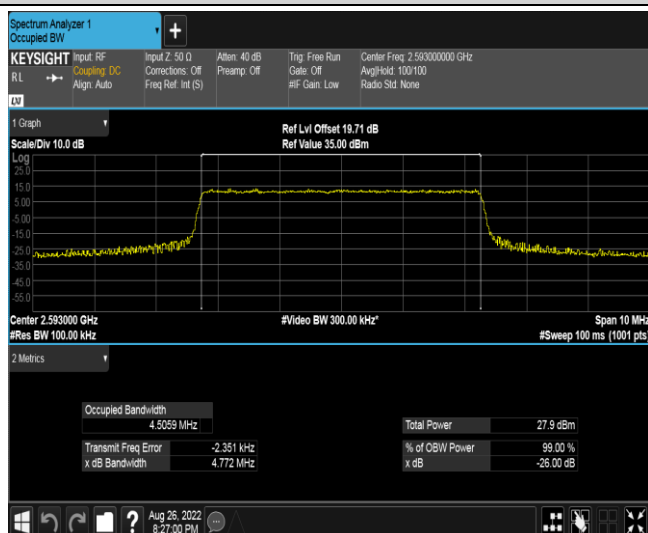 Spectrum Analyzer 1
Occupied BW
KEYSIGHT
RL
LXI
Input: RF
Coupling: DC
Align: Auto
Input Z: 50 Ω
Corrections: Off
Freq Ref: Int (S)
Atten: 40 dB
Preamp: Off
Trig: Free Run
Gate: Off
#IF Gain: Low
Center Freq: 2.593000000 GHz
Avg|Hold: 100/100
Radio Std: None
1 Graph
Scale/Div 10.0 dB
Ref Lvl Offset 19.71 dB
Ref Value 35.00 dBm
Log
25.0
15.0
5.00
-5.00
-15.0
-25.0
-35.0
-45.0
-55.0
Center 2.593000 GHz
#Video BW 300.00 kHz*
Span 10 MHz
#Res BW 100.00 kHz
#Sweep 100 ms (1001 pts)
2 Metrics
Occupied Bandwidth
4.5059 MHz
Total Power 27.9 dBm
Transmit Freq Error -2.351 kHz
% of OBW Power 99.00 %
x dB Bandwidth 4.772 MHz
x dB -26.00 dB
Aug 26, 2022
8:27:00 PM